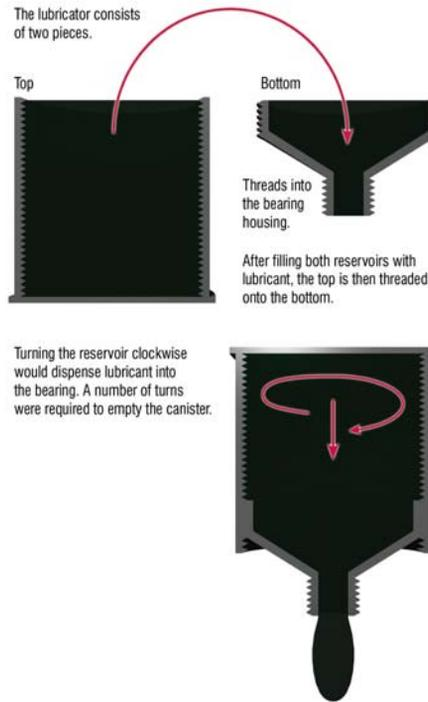 The lubricator consists
of two pieces.
Top
Bottom
Threads into
the bearing
housing.
After filling both reservoirs with
lubricant, the top is then threaded
onto the bottom.
Turning the reservoir clockwise
would dispense lubricant into
the bearing. A number of turns
were required to empty the canister.